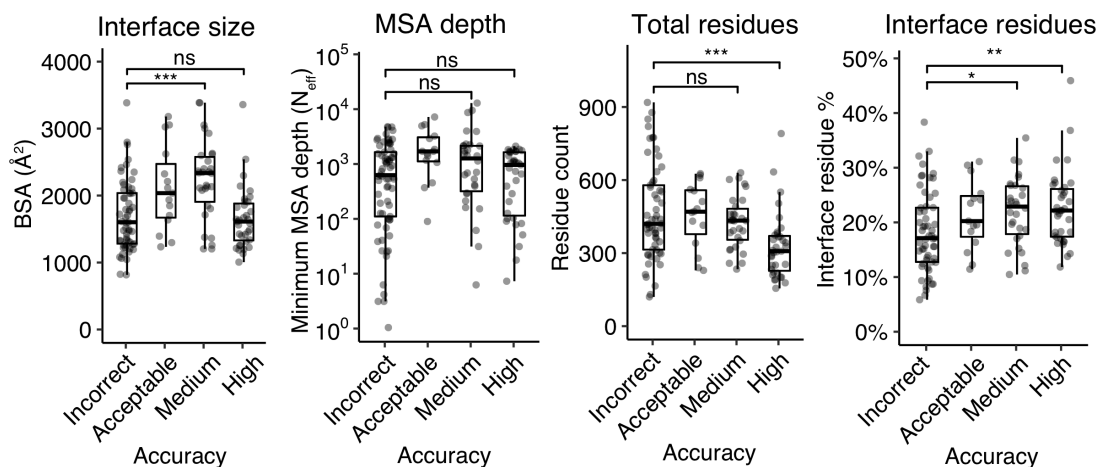 Interface size
BSA (Å²)
4000
3000
2000
1000
0
ns
***
Incorrect
Acceptable
Medium
High
Accuracy
MSA depth
Minimum MSA depth (Neff)
10⁵
10⁴
10³
10²
10¹
10⁰
ns
ns
Incorrect
Acceptable
Medium
High
Accuracy
Total residues
Residue count
900
600
300
0
***
ns
Incorrect
Acceptable
Medium
High
Accuracy
Interface residues
Interface residue %
50%
40%
30%
20%
10%
0%
**
*
Incorrect
Acceptable
Medium
High
Accuracy